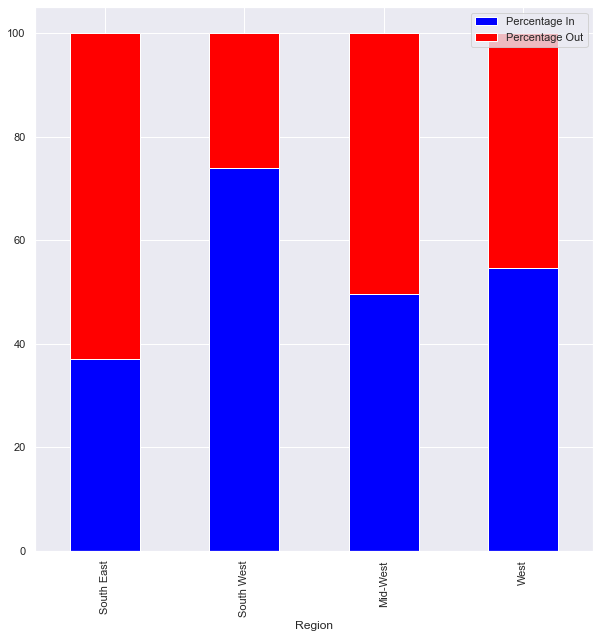 Percentage In
Percentage Out
100
80
60
40
20
0
South East
South West
Mid-West
West
Region